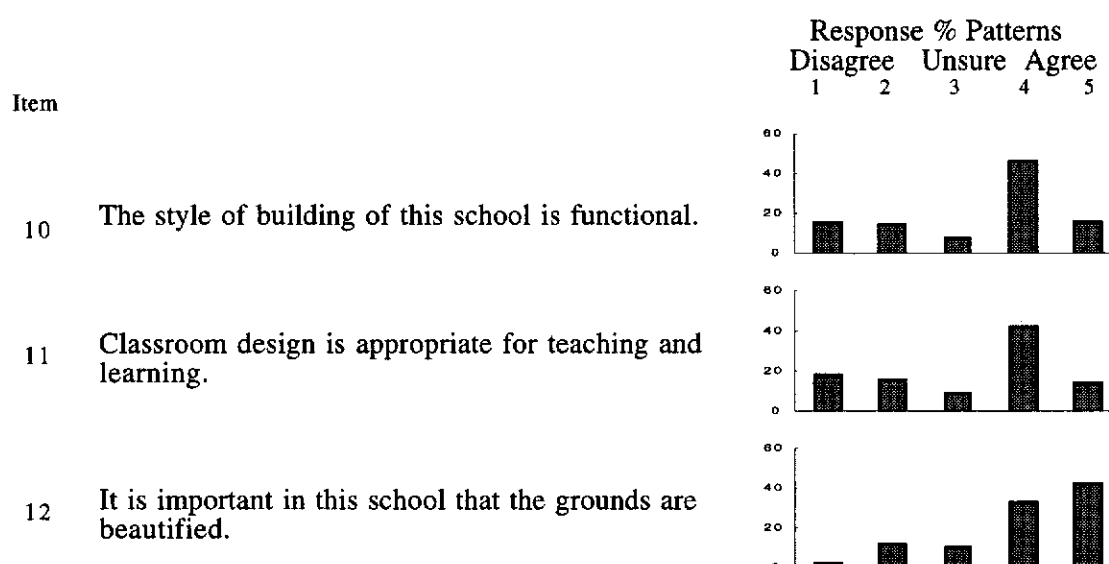 Response % Patterns
Disagree Unsure Agree
1 2 3 4 5
Item
60
40
20
0
10 The style of building of this school is functional.
60
40
20
0
11 Classroom design is appropriate for teaching and
learning.
60
40
20
12 It is important in this school that the grounds are
beautified.